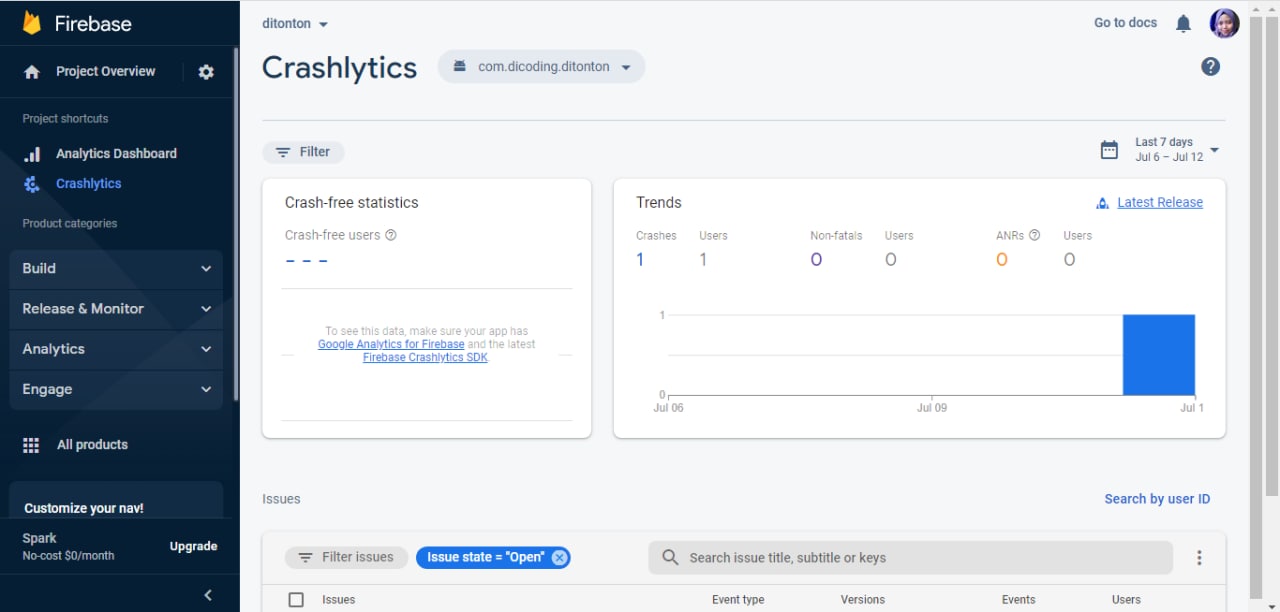 Firebase
Project Overview
Project shortcuts
Analytics Dashboard
Crashlytics
Product categories
Build
Release & Monitor
Analytics
Engage
All products
Customize your nav!
Spark
No-cost $0/month
Upgrade
ditonton
Go to docs
Crashlytics
com.dicoding.ditonton
Filter
Last 7 days
Jul 6 – Jul 12
Crash-free statistics
Crash-free users
– – –
To see this data, make sure your app has
Google Analytics for Firebase and the latest
Firebase Crashlytics SDK
Trends
Latest Release
Crashes Users Non-fatals Users ANRs Users
1 1 0 0 0 0
1
0
Jul 06 Jul 09 Jul 1
Issues
Search by user ID
Filter issues
Issue state = "Open"
Search issue title, subtitle or keys
Issues Event type Versions Events Users